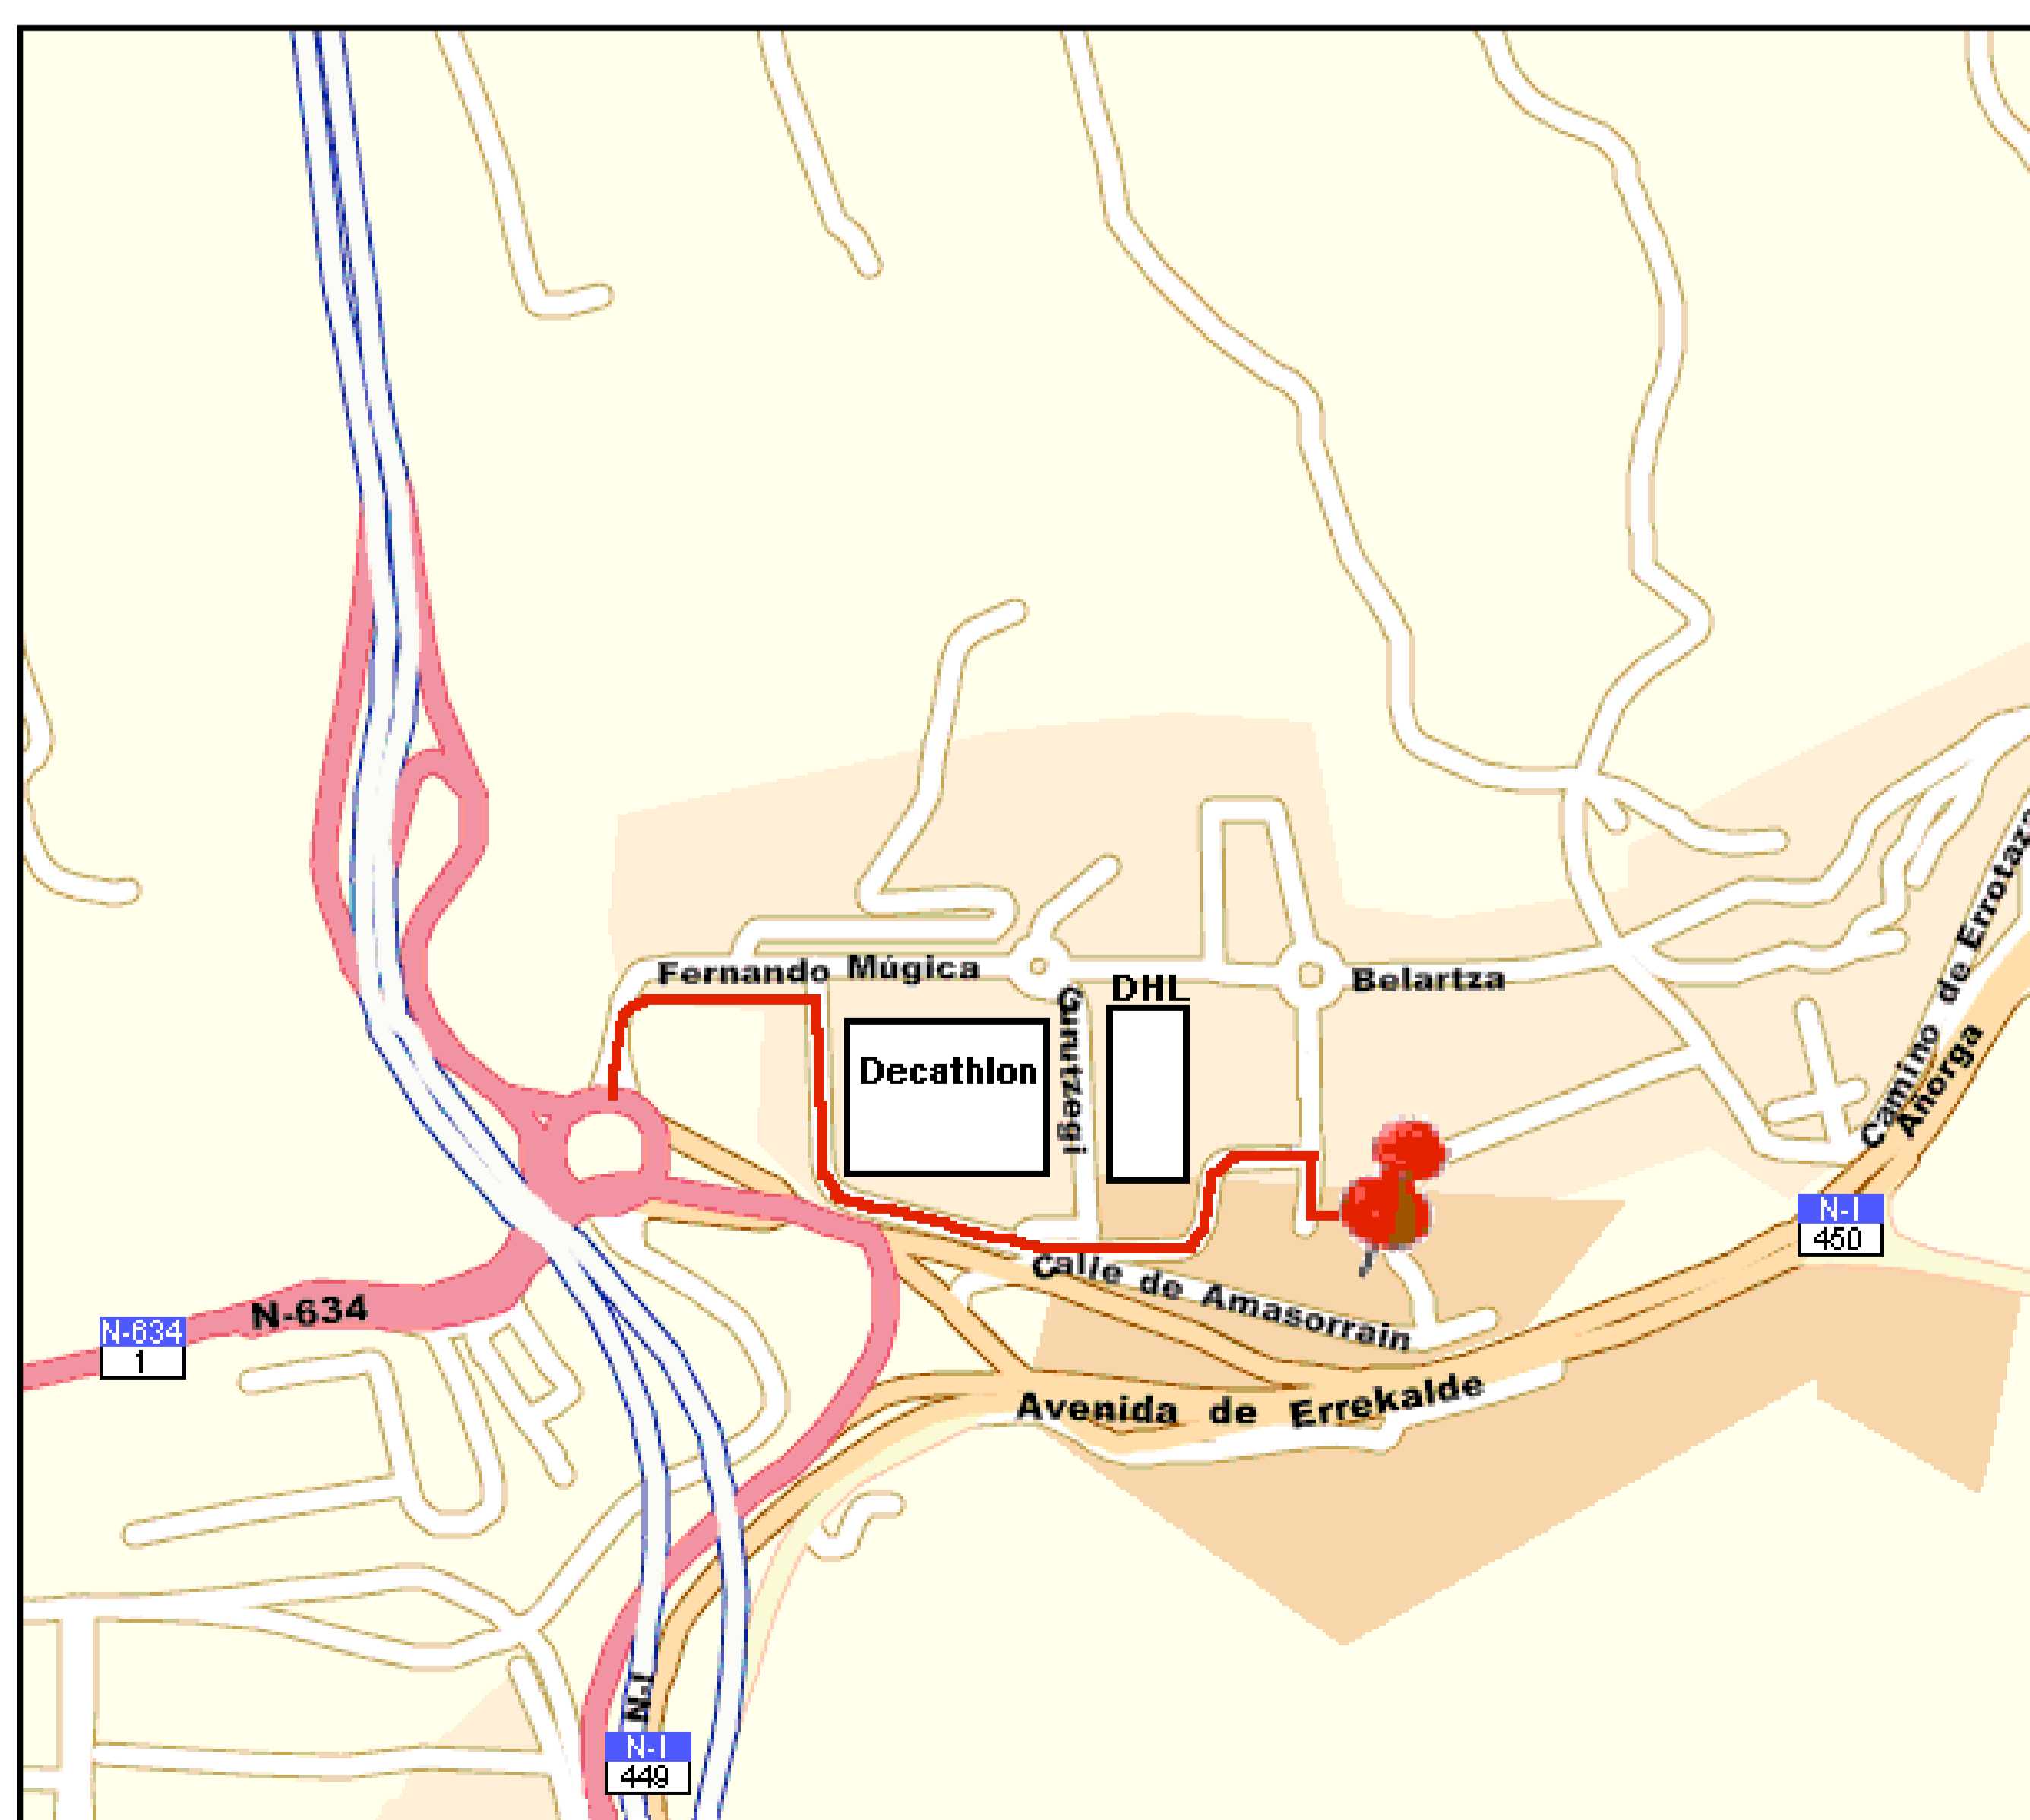 Fernando Múgica
Belartza
DHL
Gurutzegi
Decathlon
Camino de Errotaza
Añorga
N-I
450
Calle de Amasorrain
N-634
N-634
1
Avenida de Errekalde
N-I
N-I
449